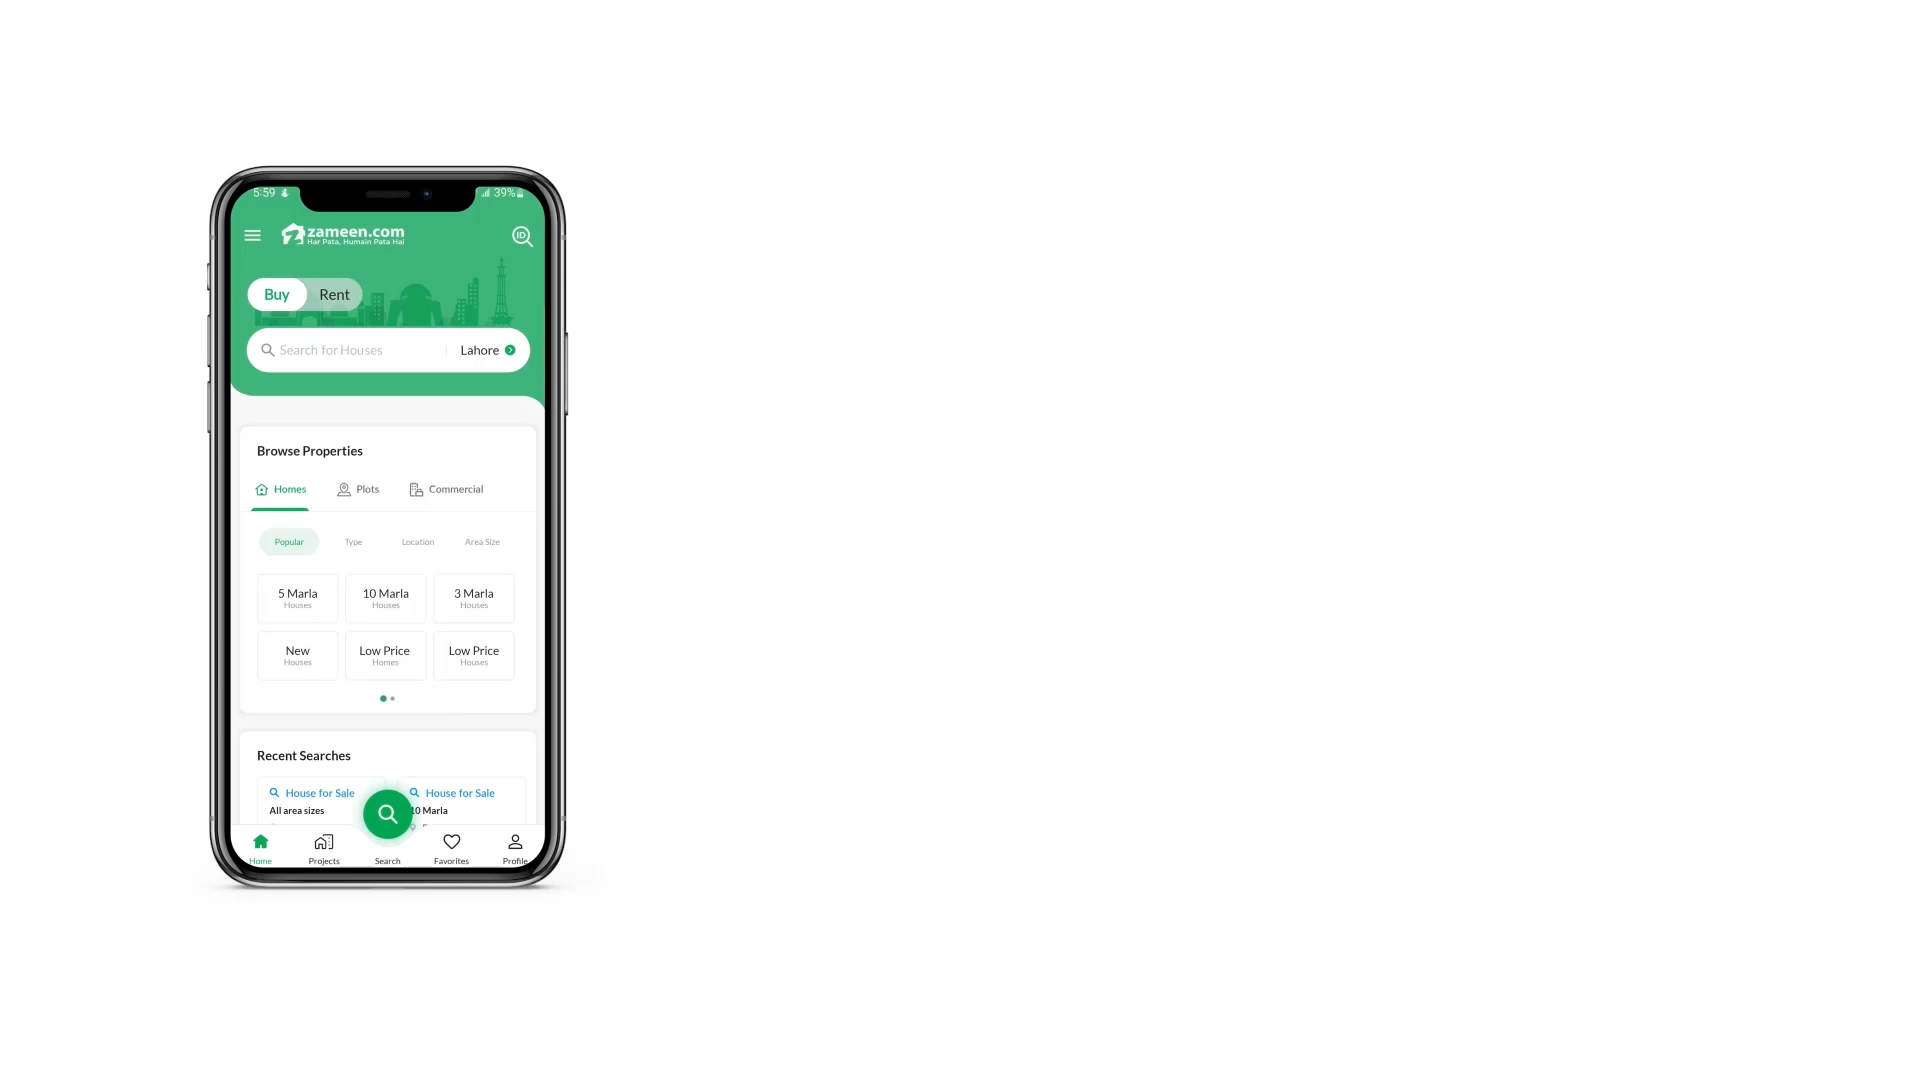 5:59
39%
zameen.com
Har Pata, Humain Pata Hai
ID
Buy Rent
Search for Houses Lahore
Browse Properties
Homes Plots Commercial
Popular Type Location Area Size
5 Marla 10 Marla 3 Marla
Houses Houses Houses
New Low Price Low Price
Houses Homes Houses
Recent Searches
House for Sale House for Sale
All area sizes 10 Marla
Home Projects Search Favorites Profile